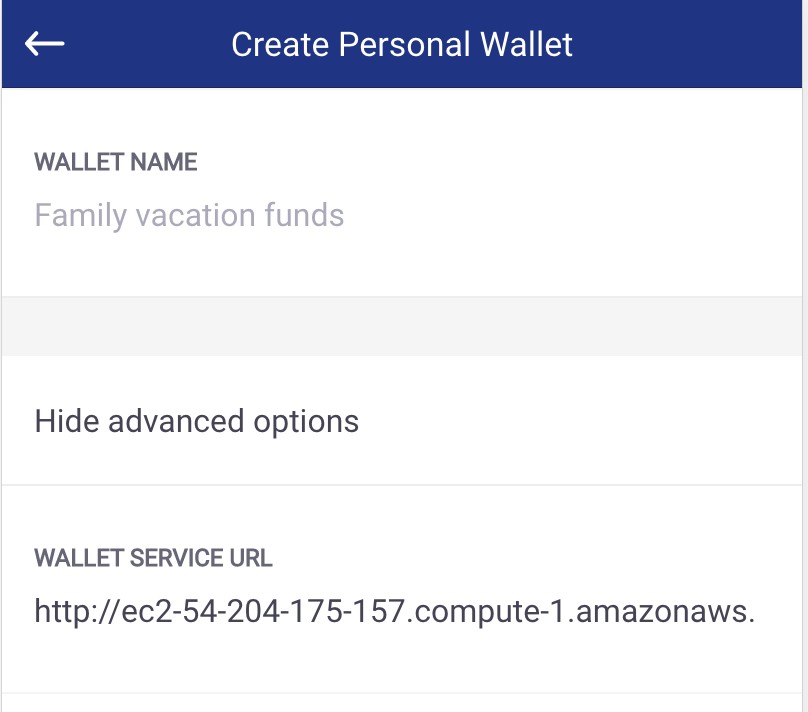 Create Personal Wallet
WALLET NAME
Family vacation funds
Hide advanced options
WALLET SERVICE URL
http://ec2-54-204-175-157.compute-1.amazonaws.